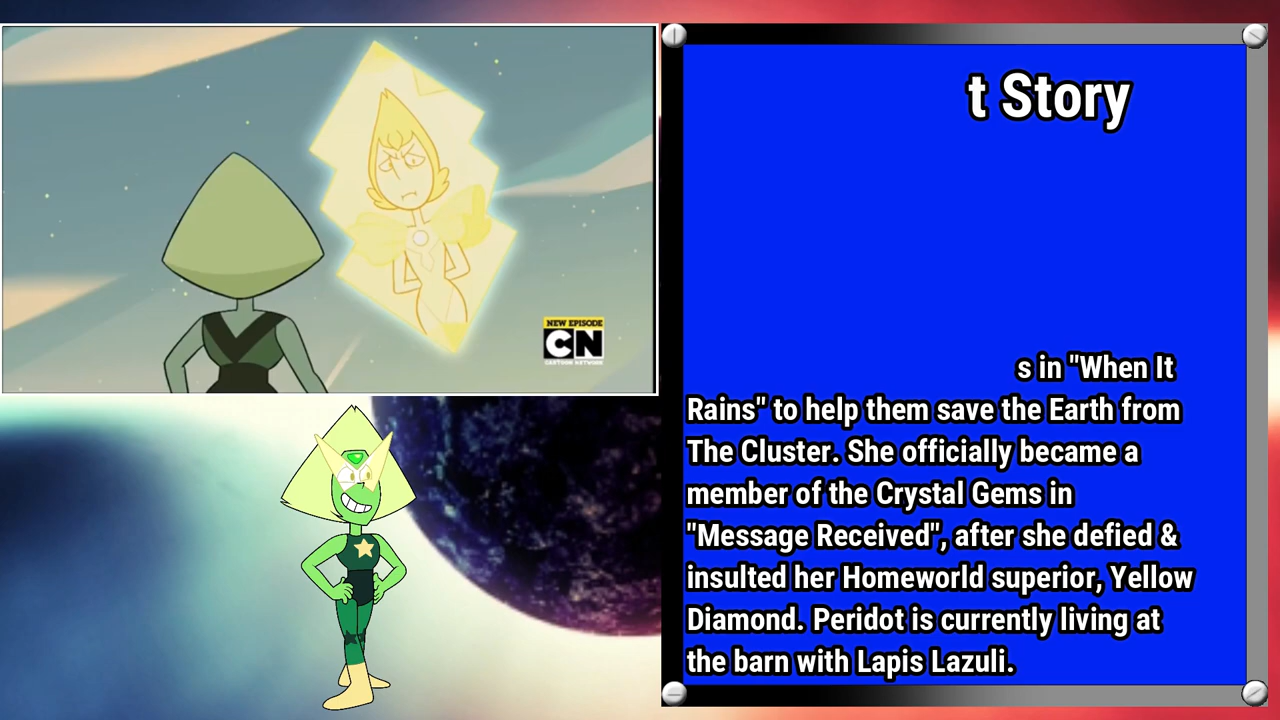 NEW EPISODE
CN
CARTOON NETWORK
t Story
s in "When It
Rains" to help them save the Earth from
The Cluster. She officially became a
member of the Crystal Gems in
"Message Received", after she defied &
insulted her Homeworld superior, Yellow
Diamond. Peridot is currently living at
the barn with Lapis Lazuli.